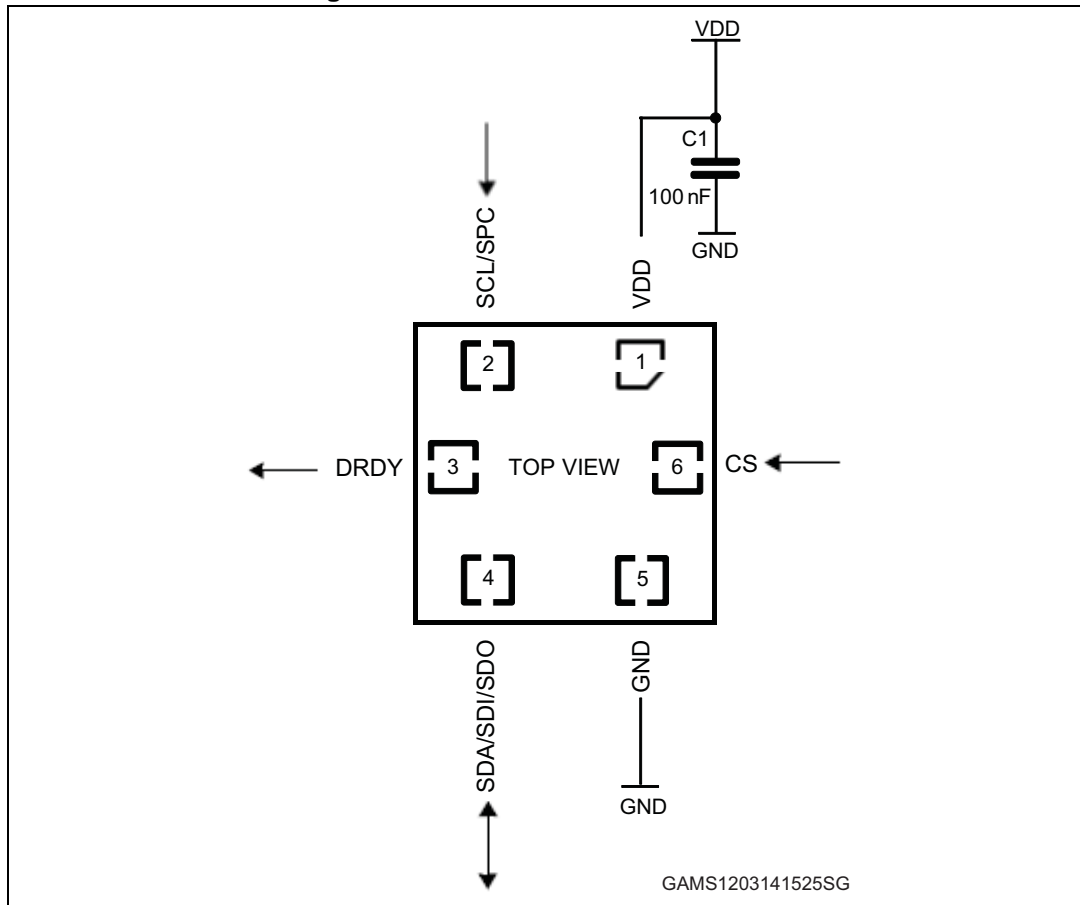 VDD
C1
100 nF
GND
SCL/SPC
VDD
2
1
DRDY
3
TOP VIEW
6
CS
4
5
SDA/SDI/SDO
GND
GND
GAMS1203141525SG